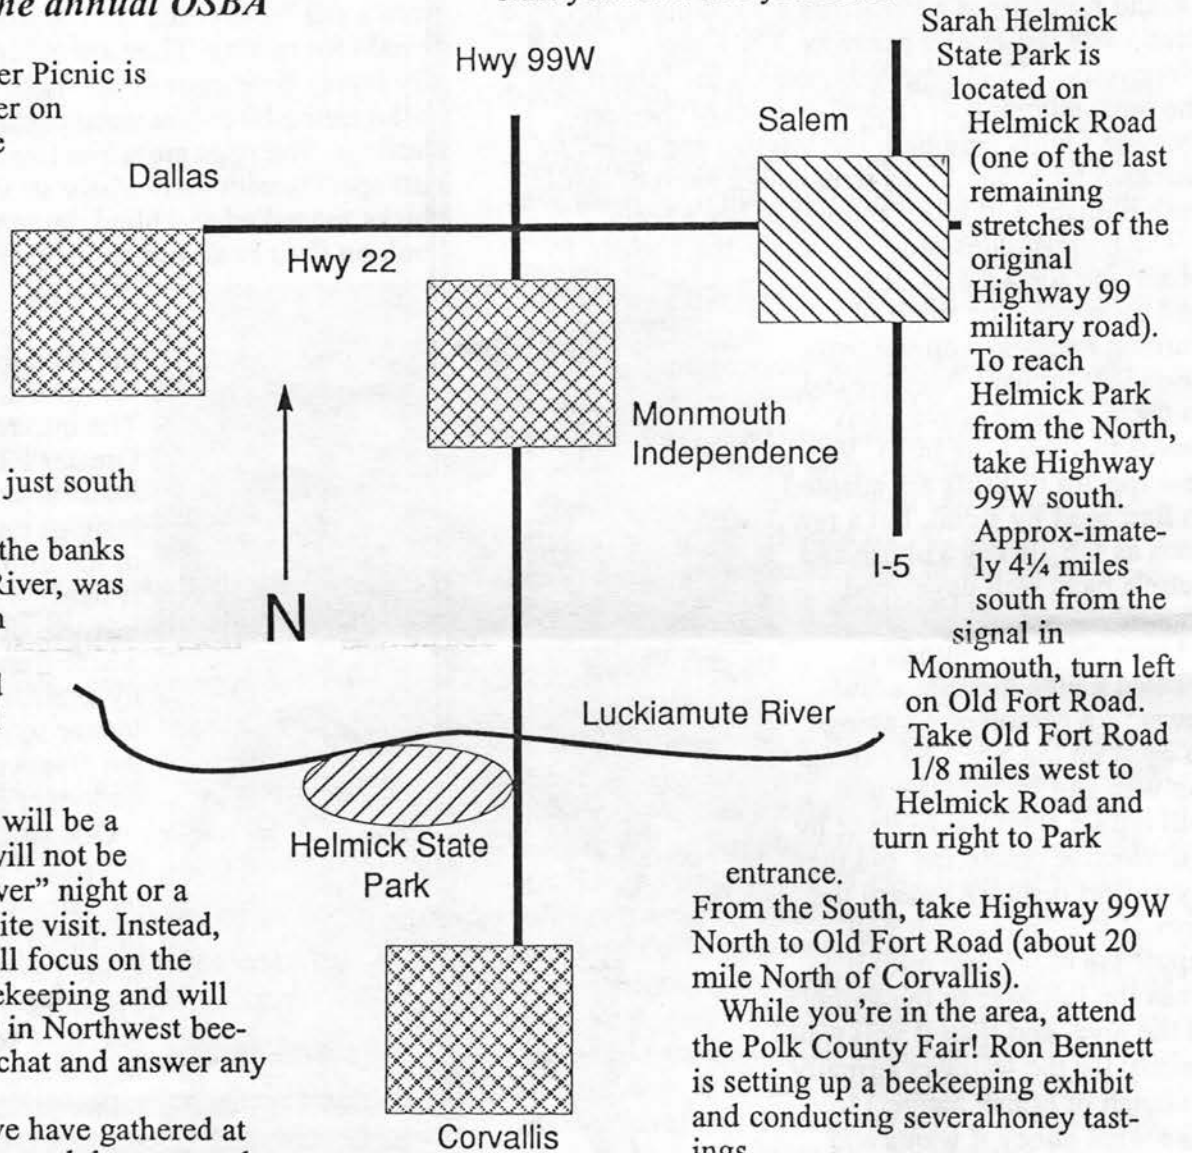 he annual OSBA
er Picnic is
er on
e
just south
the banks
River, was
will be a
will not be
ver” night or a
ite visit. Instead,
ll focus on the
ekeeping and will
in Northwest bee-
chat and answer any
ve have gathered at
Hwy 99W
Salem
Dallas
Hwy 22
Monmouth
Independence
I-5
N
Luckiamute River
Helmick State
Park
Corvallis
Sarah Helmick
State Park is
located on
Helmick Road
(one of the last
remaining
stretches of the
original
Highway 99
military road).
To reach
Helmick Park
from the North,
take Highway
99W south.
Approx-imate-
ly 4¼ miles
south from the
signal in
Monmouth, turn left
on Old Fort Road.
Take Old Fort Road
1/8 miles west to
Helmick Road and
turn right to Park
entrance.
From the South, take Highway 99W
North to Old Fort Road (about 20
mile North of Corvallis).
While you’re in the area, attend
the Polk County Fair! Ron Bennett
is setting up a beekeeping exhibit
and conducting severalhoney tast-
ings.